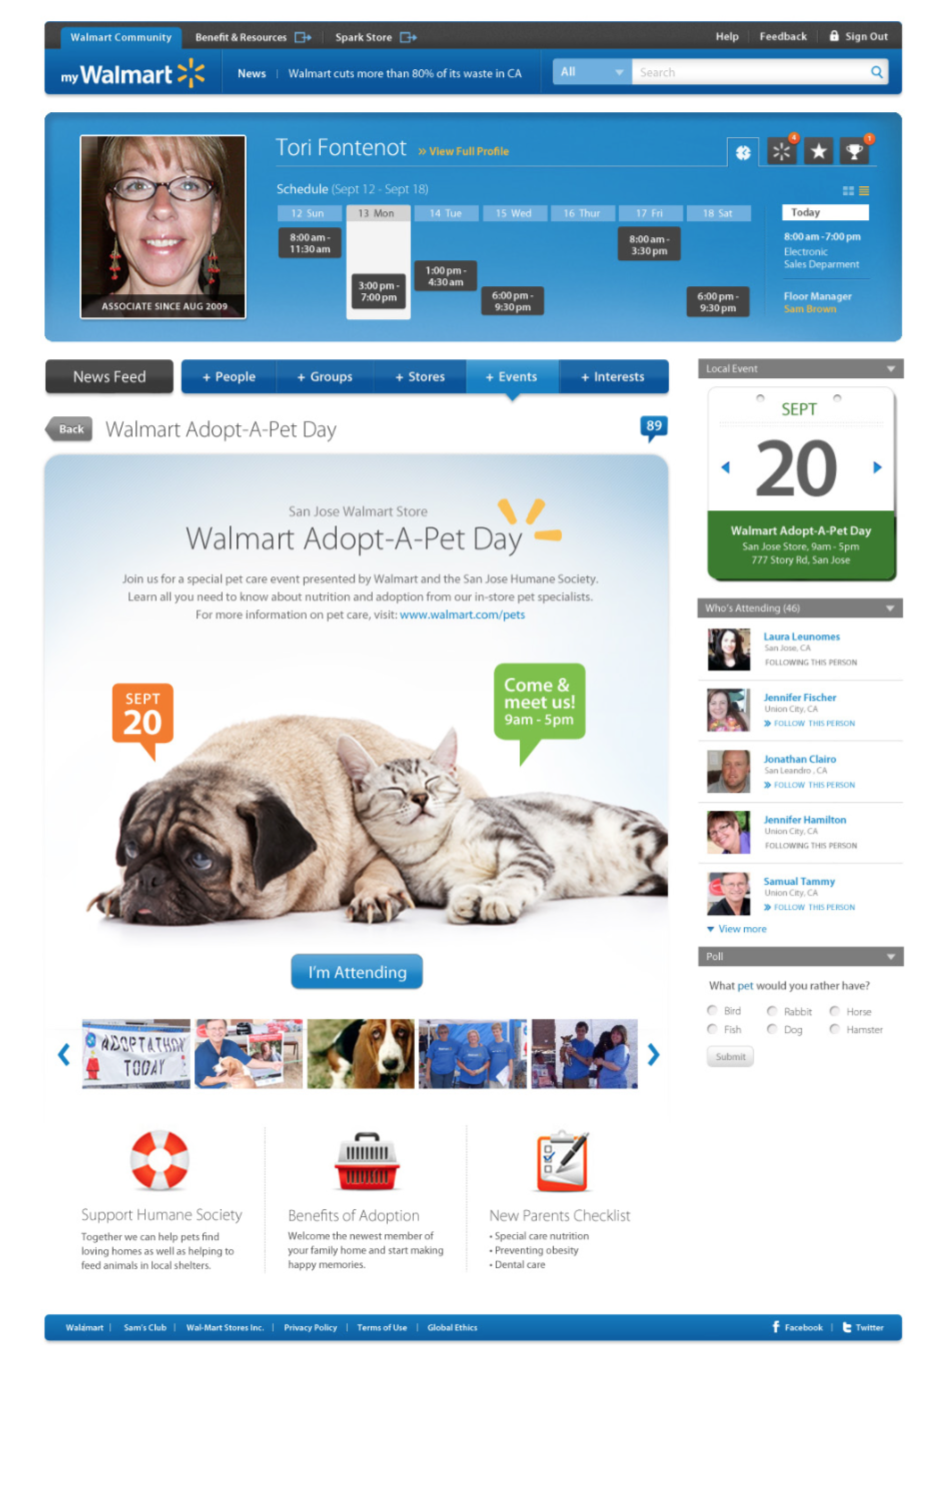 Walmart Community
Benefit & Resources
Spark Store
Help
Feedback
Sign Out
my Walmart
News | Walmart cuts more than 80% of its waste in CA
All
Search
ASSOCIATE SINCE AUG 2009
Tori Fontenot
» View Full Profile
4
1
Schedule (Sept 12 - Sept 18)
12 Sun
13 Mon
14 Tue
15 Wed
16 Thur
17 Fri
18 Sat
8:00 am -
11:30 am
3:00 pm -
7:00 pm
1:00 pm -
4:30 am
6:00 pm -
9:30 pm
8:00 am -
3:30 pm
6:00 pm -
9:30 pm
Today
8:00 am -7:00 pm
Electronic
Sales Deparment
Floor Manager
Sam Brown
News Feed
+ People
+ Groups
+ Stores
+ Events
+ Interests
Back
Walmart Adopt-A-Pet Day
89
San Jose Walmart Store
Walmart Adopt-A-Pet Day
Join us for a special pet care event presented by Walmart and the San Jose Humane Society.
Learn all you need to know about nutrition and adoption from our in-store pet specialists.
For more information on pet care, visit: www.walmart.com/pets
SEPT
20
Come &
meet us!
9am - 5pm
I'm Attending
ADOPTATHON
TODAY
Support Humane Society
Together we can help pets find
loving homes as well as helping to
feed animals in local shelters.
Benefits of Adoption
Welcome the newest member of
your family home and start making
happy memories.
New Parents Checklist
• Special care nutrition
• Preventing obesity
• Dental care
Local Event
SEPT
20
Walmart Adopt-A-Pet Day
San Jose Store, 9am - 5pm
777 Story Rd, San Jose
Who's Attending (46)
Laura Leunomes
San Jose, CA
FOLLOWING THIS PERSON
Jennifer Fischer
Union City, CA
» FOLLOW THIS PERSON
Jonathan Clairo
San Leandro , CA
» FOLLOW THIS PERSON
Jennifer Hamilton
Union City, CA
FOLLOWING THIS PERSON
Samual Tammy
Union City, CA
» FOLLOW THIS PERSON
View more
Poll
What pet would you rather have?
Bird
Rabbit
Horse
Fish
Dog
Hamster
Submit
Walsmart | Sam's Club | Wal-Mart Stores Inc. | Privacy Policy | Terms of Use | Global Ethics
Facebook | Twitter